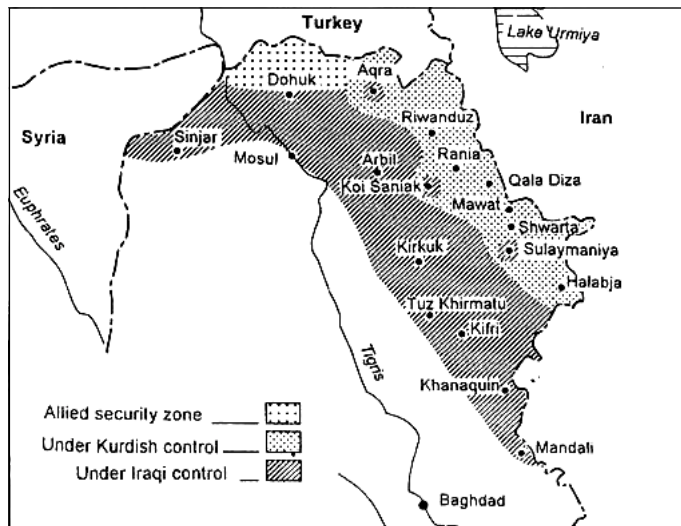 Turkey
Lake Urmiya
Dohuk
Aqra
Riwanduz
Iran
Syria
Sinjar
Mosul
Arbil
Rania
Koi Saniak
Qala Diza
Mawat
Shwarta
Euphrates
Kirkuk
Sulaymaniya
Halabja
Tuz Khirmatu
Kifri
Tigris
Khanaquin
Allied security zone
Under Kurdish control
Mandali
Under Iraqi control
Baghdad